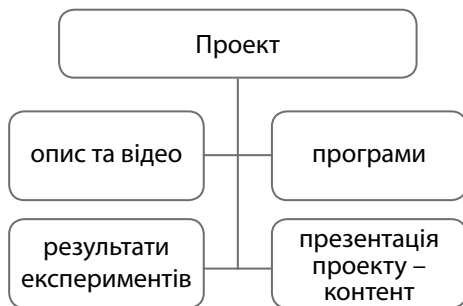 Проект
опис та відео
програми
результати
експериментів
презентація
проекту –
контент